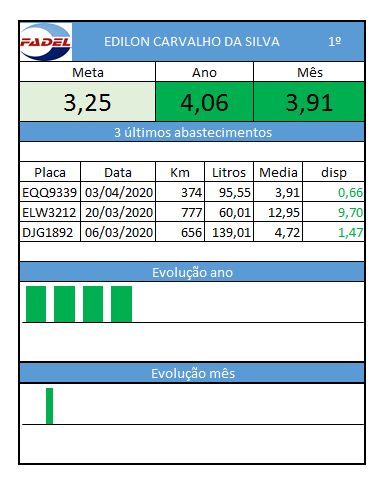 FADEL EDILON CARVALHO DA SILVA 1º
Meta Ano Mês
3,25 4,06 3,91
3 últimos abastecimentos
Placa Data Km Litros Media disp
EQQ9339 03/04/2020 374 95,55 3,91 0,66
ELW3212 20/03/2020 777 60,01 12,95 9,70
DJG1892 06/03/2020 656 139,01 4,72 1,47
Evolução ano
Evolução mês